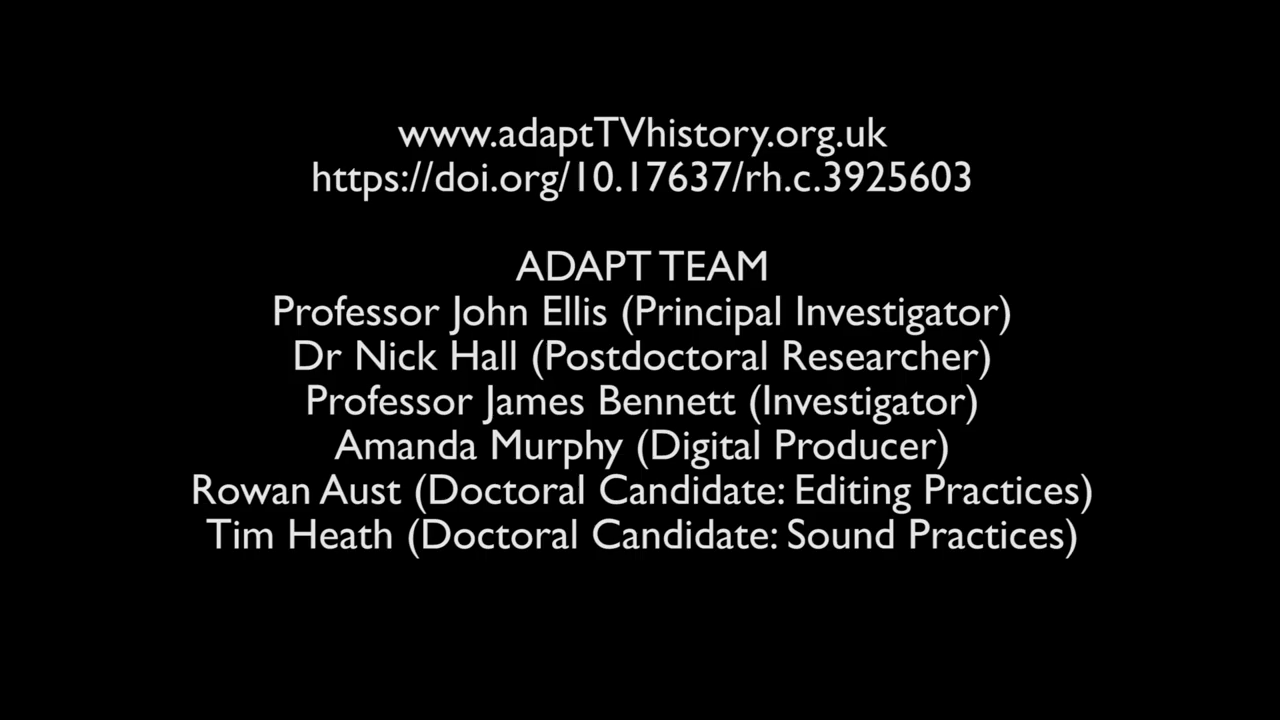 www.adaptTVhistory.org.uk
https://doi.org/10.17637/rh.c.3925603
ADAPT TEAM
Professor John Ellis (Principal Investigator)
Dr Nick Hall (Postdoctoral Researcher)
Professor James Bennett (Investigator)
Amanda Murphy (Digital Producer)
Rowan Aust (Doctoral Candidate: Editing Practices)
Tim Heath (Doctoral Candidate: Sound Practices)